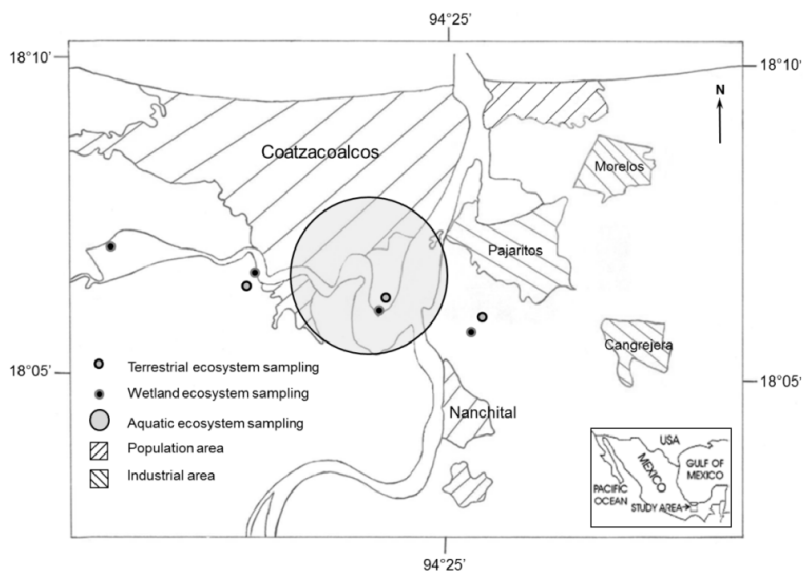 94°25'
18°10'
18°10'
N
Coatzacoalcos
Morelos
Pajaritos
Cangrejera
18°05'
18°05'
Nanchital
Terrestrial ecosystem sampling
Wetland ecosystem sampling
Aquatic ecosystem sampling
Population area
Industrial area
USA
MEXICO
GULF OF
MEXICO
PACIFIC
OCEAN
STUDY AREA
94°25'